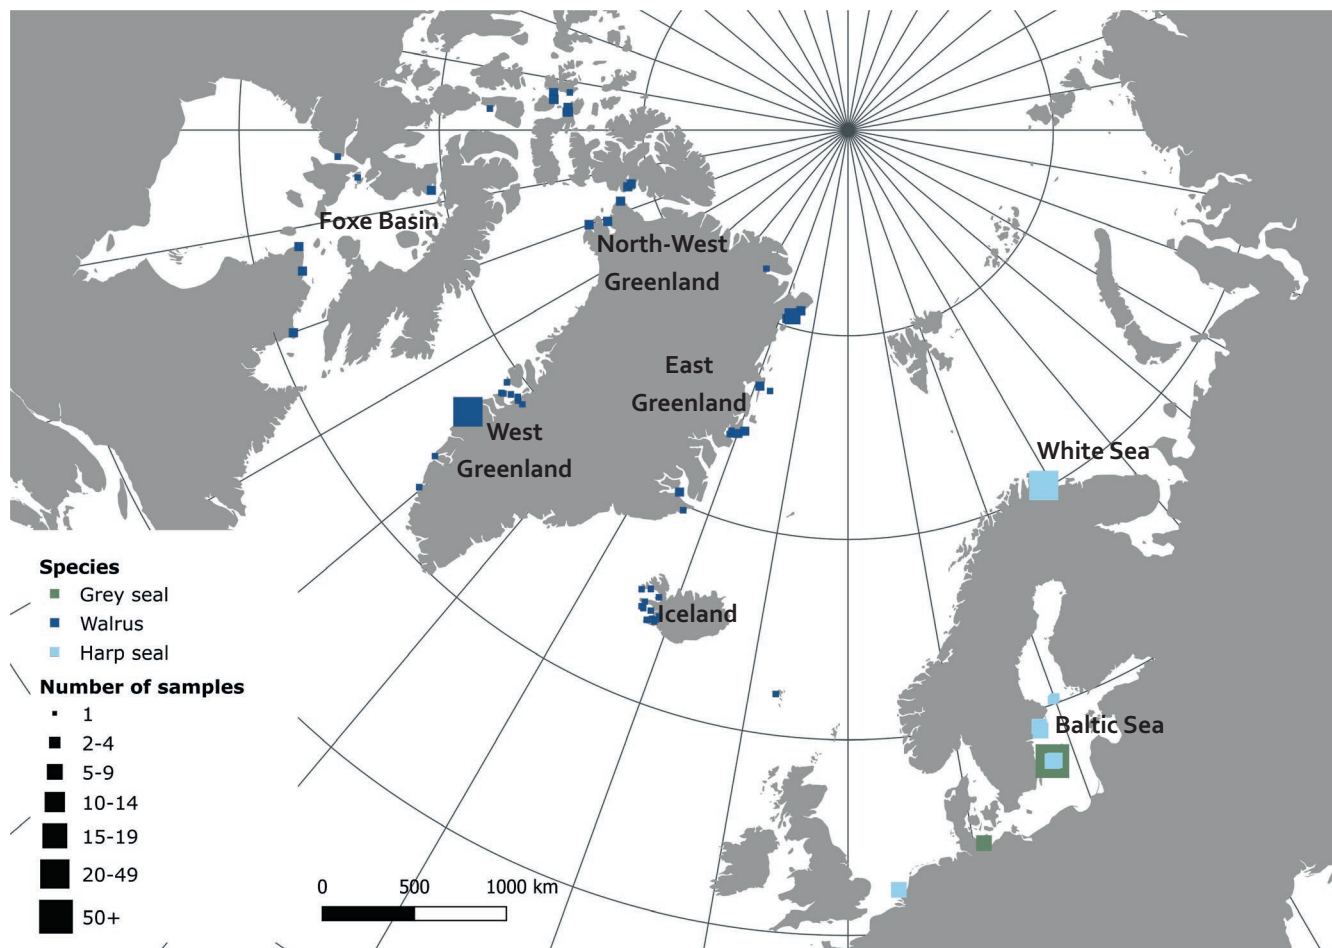 Foxe Basin
North-West
Greenland
East
Greenland
West
Greenland
White Sea
Iceland
Baltic Sea
Species
Grey seal
Walrus
Harp seal
Number of samples
1
2-4
5-9
10-14
15-19
20-49
50+
0 500 1000 km